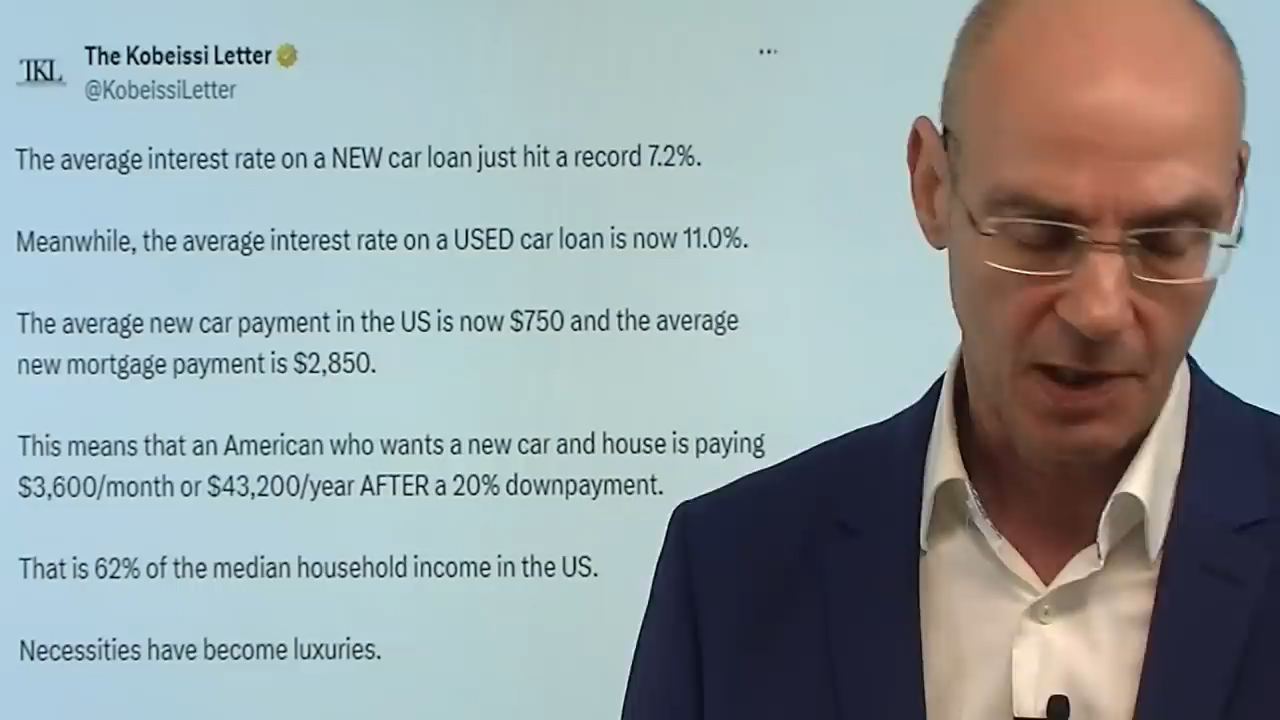 TKL
The Kobeissi Letter
@KobeissiLetter
The average interest rate on a NEW car loan just hit a record 7.2%.
Meanwhile, the average interest rate on a USED car loan is now 11.0%.
The average new car payment in the US is now $750 and the average
new mortgage payment is $2,850.
This means that an American who wants a new car and house is paying
$3,600/month or $43,200/year AFTER a 20% downpayment.
That is 62% of the median household income in the US.
Necessities have become luxuries.